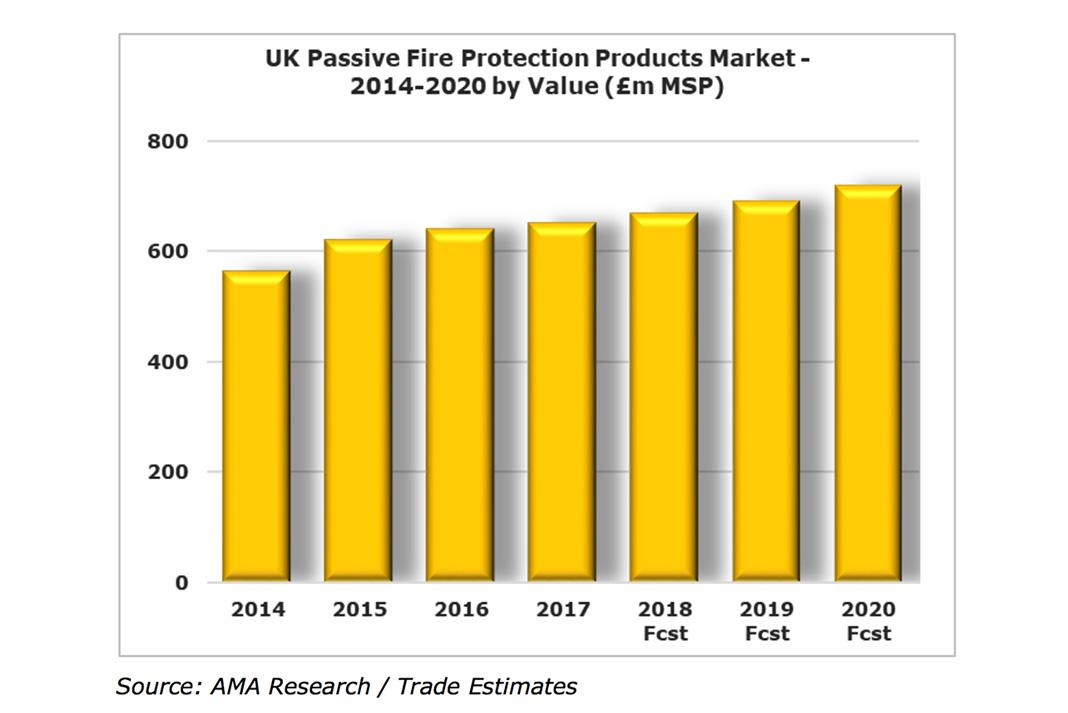 UK Passive Fire Protection Products Market -
2014-2020 by Value (£m MSP)
800
600
400
200
0
2014 2015 2016 2017 2018 2019 2020
Fcst Fcst Fcst
Source: AMA Research / Trade Estimates